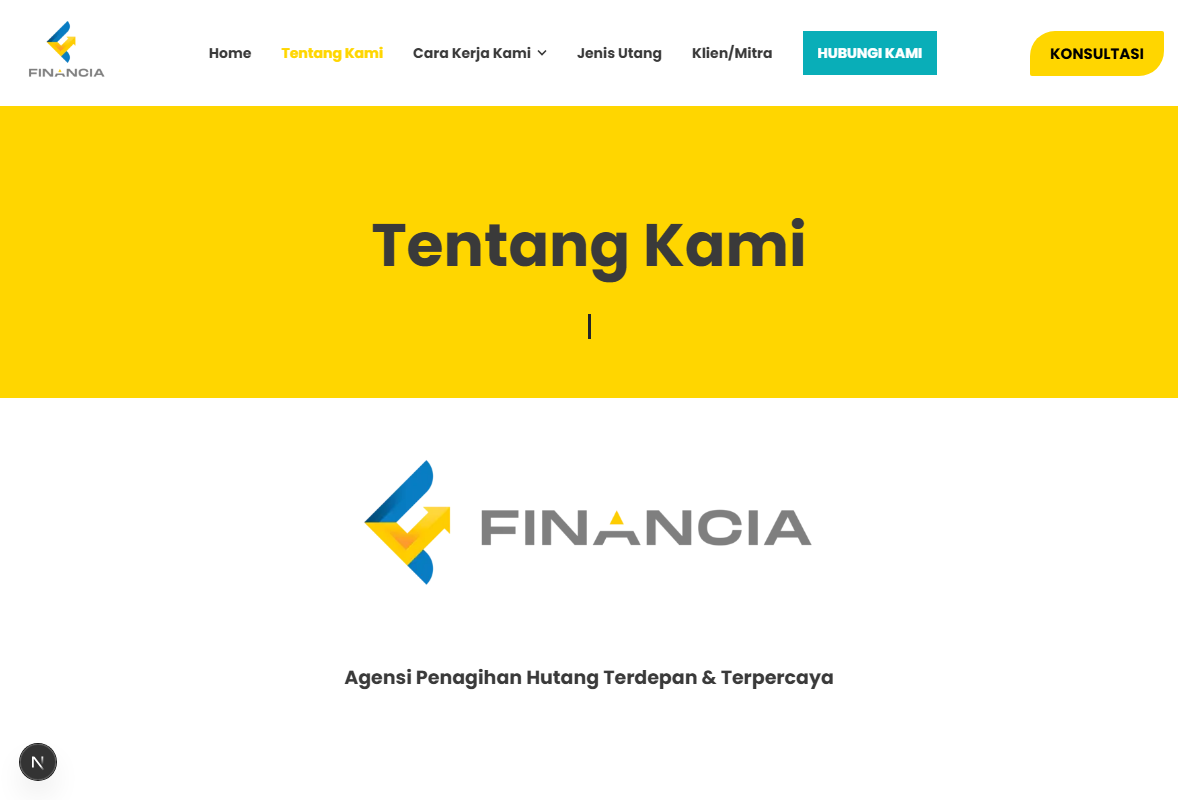 FINANCIA
Home
Tentang Kami
Cara Kerja Kami
Jenis Utang
Klien/Mitra
HUBUNGI KAMI
KONSULTASI
Tentang Kami
FINANCIA
Agensi Penagihan Hutang Terdepan & Terpercaya
N